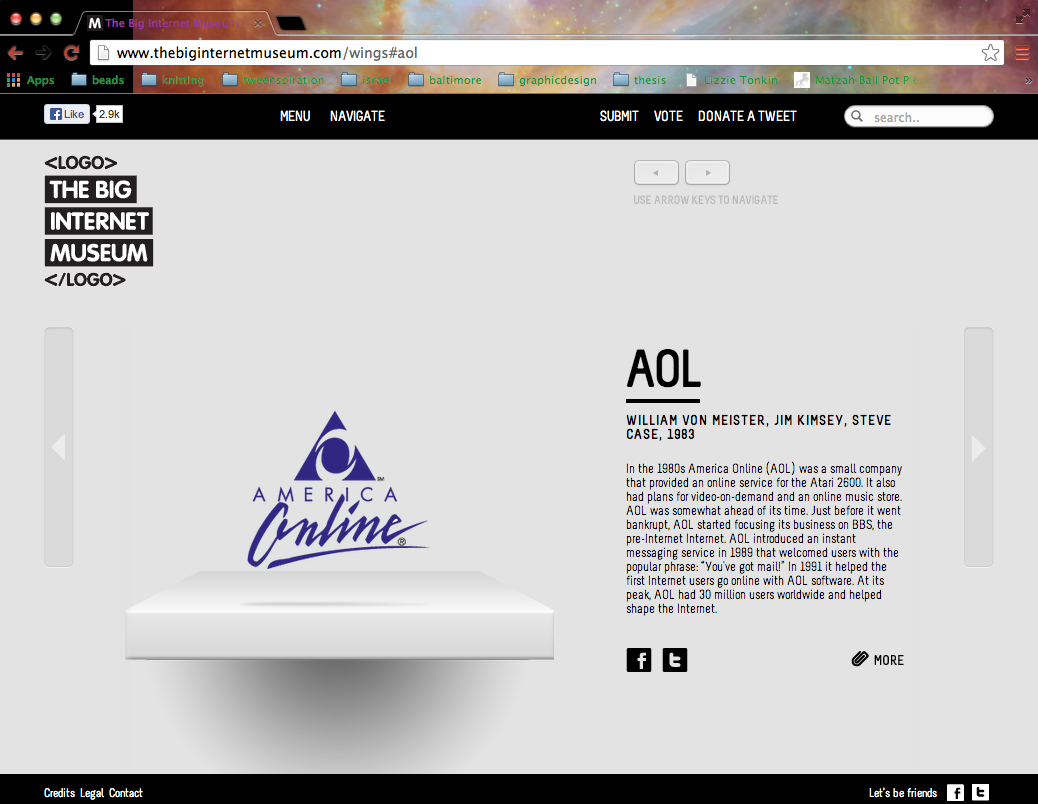 M The Big Internet Museum
www.thebiginternetmuseum.com/wings#aol
Apps beads knitting tweenspiration israel baltimore graphicdesign thesis Lizzie Tonkin Matzah Ball Pot P »
Like 2.9k MENU NAVIGATE SUBMIT VOTE DONATE A TWEET search..
<LOGO>
THE BIG
INTERNET
MUSEUM
</LOGO>
USE ARROW KEYS TO NAVIGATE
AMERICA
Online®
SM
AOL
WILLIAM VON MEISTER, JIM KIMSEY, STEVE
CASE, 1983
In the 1980s America Online (AOL) was a small company
that provided an online service for the Atari 2600. It also
had plans for video-on-demand and an online music store.
AOL was somewhat ahead of its time. Just before it went
bankrupt, AOL started focusing its business on BBS, the
pre-Internet Internet. AOL introduced an instant
messaging service in 1989 that welcomed users with the
popular phrase: “You’ve got mail!” In 1991 it helped the
first Internet users go online with AOL software. At its
peak, AOL had 30 million users worldwide and helped
shape the Internet.
MORE
Credits Legal Contact Let's be friends